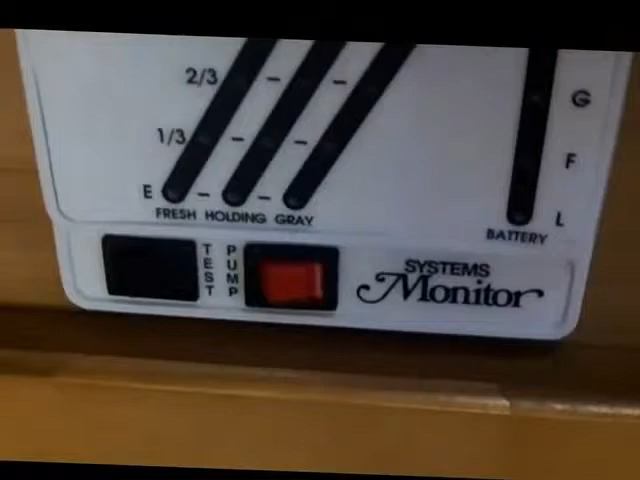 2/3
1/3
E
FRESH HOLDING GRAY
G
F
L
BATTERY
TEST
PUMP
SYSTEMS
Monitor